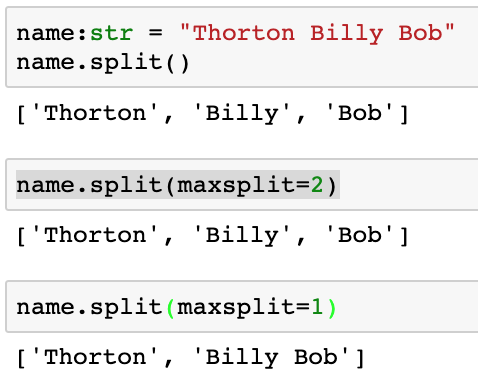 name:str = "Thorton Billy Bob"
name.split()
['Thorton', 'Billy', 'Bob']
name.split(maxsplit=2)
['Thorton', 'Billy', 'Bob']
name.split(maxsplit=1)
['Thorton', 'Billy Bob']